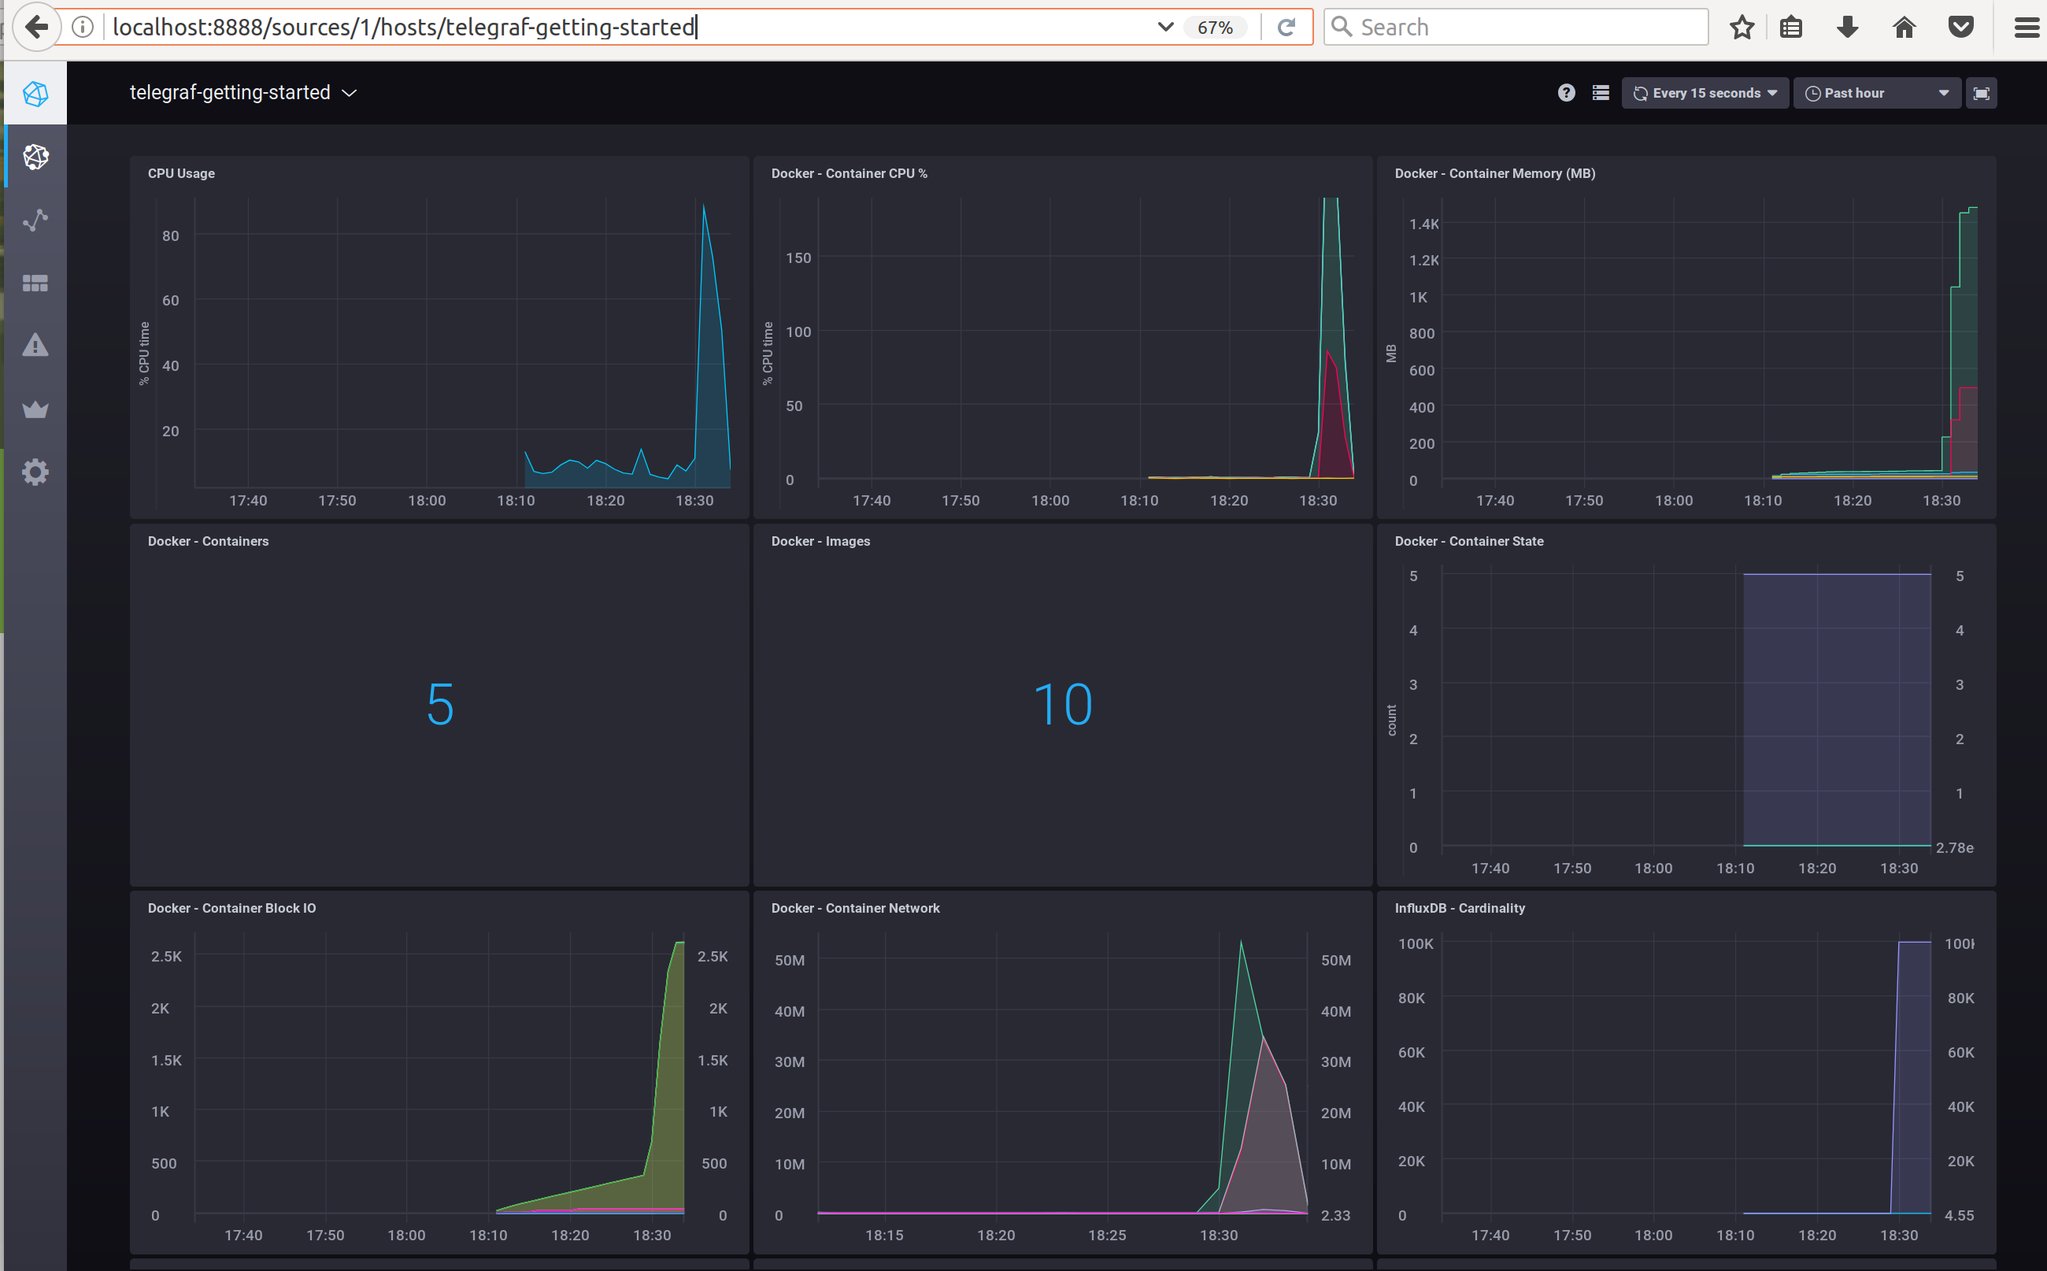 localhost:8888/sources/1/hosts/telegraf-getting-started
67%
Search
telegraf-getting-started
Every 15 seconds
Past hour
CPU Usage
% CPU time
80
60
40
20
17:40 17:50 18:00 18:10 18:20 18:30
Docker - Container CPU %
% CPU time
150
100
50
0
17:40 17:50 18:00 18:10 18:20 18:30
Docker - Container Memory (MB)
MB
1.4K
1.2K
1K
800
600
400
200
0
17:40 17:50 18:00 18:10 18:20 18:30
Docker - Containers
5
Docker - Images
10
Docker - Container State
count
5 5
4 4
3 3
2 2
1 1
0 2.78e
17:40 17:50 18:00 18:10 18:20 18:30
Docker - Container Block IO
2.5K 2.5K
2K 2K
1.5K 1.5K
1K 1K
500 500
0 0
17:40 17:50 18:00 18:10 18:20 18:30
Docker - Container Network
50M 50M
40M 40M
30M 30M
20M 20M
10M 10M
0 2.33
18:15 18:20 18:25 18:30
InfluxDB - Cardinality
100K 100
80K 80K
60K 60K
40K 40K
20K 20K
0 4.55
17:40 17:50 18:00 18:10 18:20 18:30